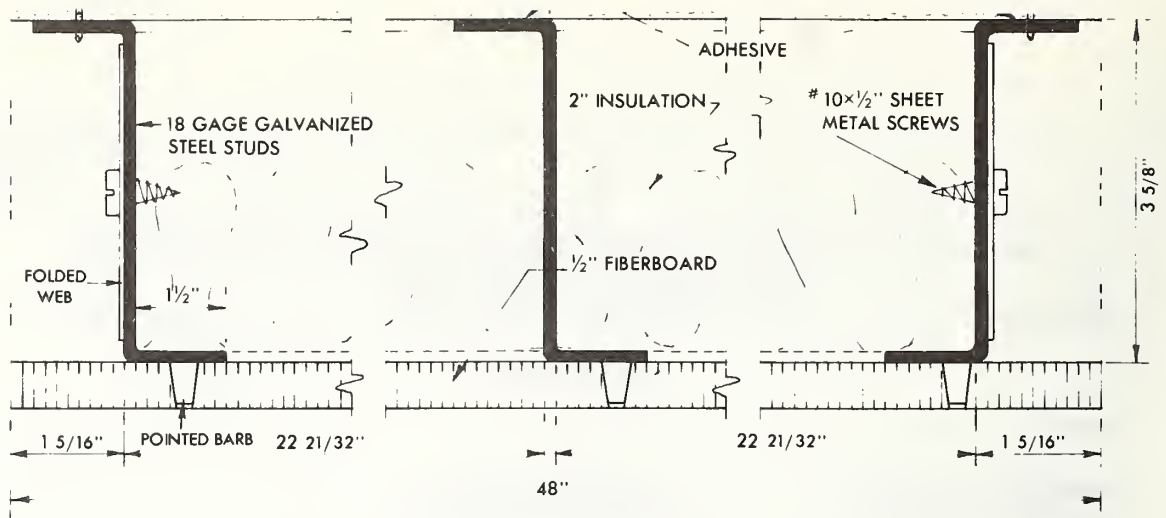 ADHESIVE
2" INSULATION
# 10×½" SHEET
METAL SCREWS
18 GAGE GALVANIZED
STEEL STUDS
3 5/8"
½" FIBERBOARD
FOLDED
WEB
1½"
1 5/16"
POINTED BARB
22 21/32"
22 21/32"
1 5/16"
48"